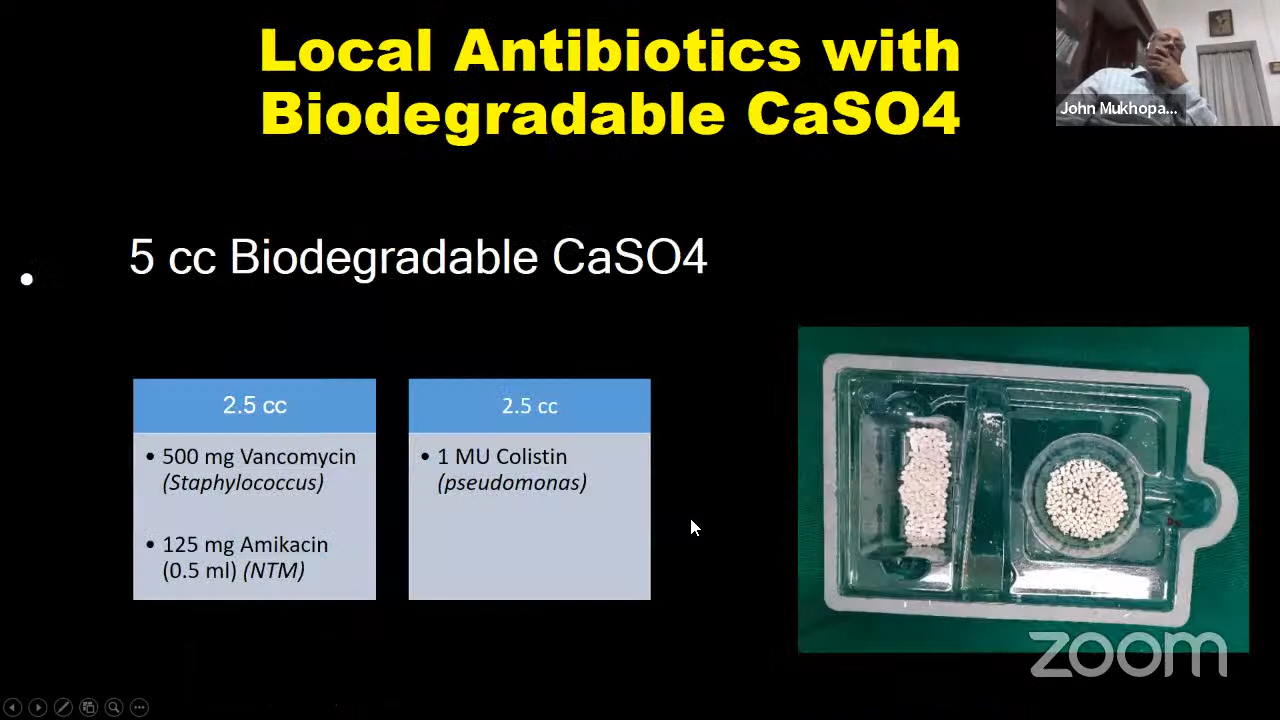 Local Antibiotics with
Biodegradable CaSO4
John Mukhopa...
• 5 cc Biodegradable CaSO4
2.5 cc
• 500 mg Vancomycin
(Staphylococcus)
• 125 mg Amikacin
(0.5 ml) (NTM)
2.5 cc
• 1 MU Colistin
(pseudomonas)
zoom